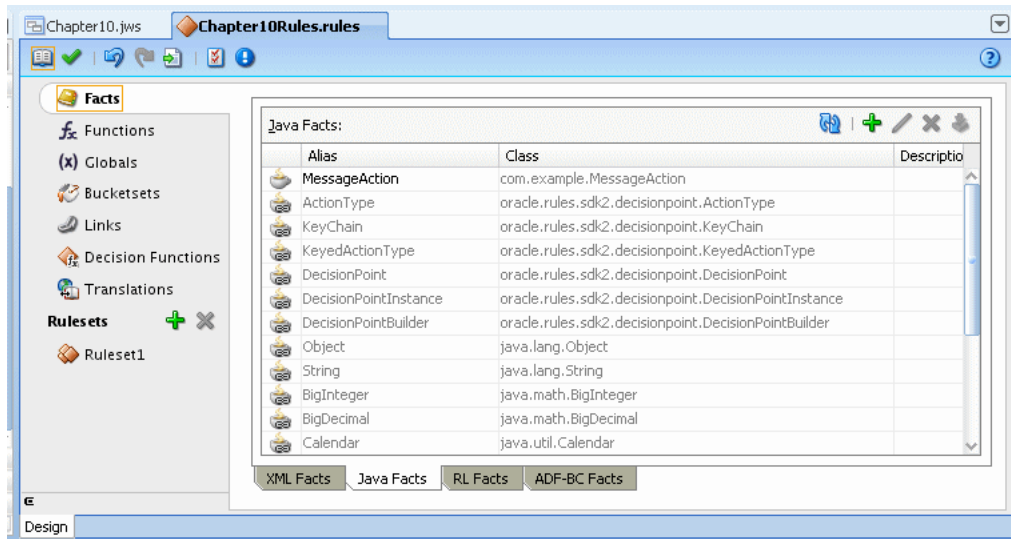 Chapter10.jws Chapter10Rules.rules
Facts
Functions
(x) Globals
Bucketsets
Links
Decision Functions
Translations
Rulesets
Ruleset1
Java Facts:
Alias Class Descriptio
MessageAction com.example.MessageAction
ActionType oracle.rules.sdk2.decisionpoint.ActionType
KeyChain oracle.rules.sdk2.decisionpoint.KeyChain
KeyedActionType oracle.rules.sdk2.decisionpoint.KeyedActionType
DecisionPoint oracle.rules.sdk2.decisionpoint.DecisionPoint
DecisionPointInstance oracle.rules.sdk2.decisionpoint.DecisionPointInstance
DecisionPointBuilder oracle.rules.sdk2.decisionpoint.DecisionPointBuilder
Object java.lang.Object
String java.lang.String
BigInteger java.math.BigInteger
BigDecimal java.math.BigDecimal
Calendar java.util.Calendar
XML Facts Java Facts RL Facts ADF-BC Facts
Design